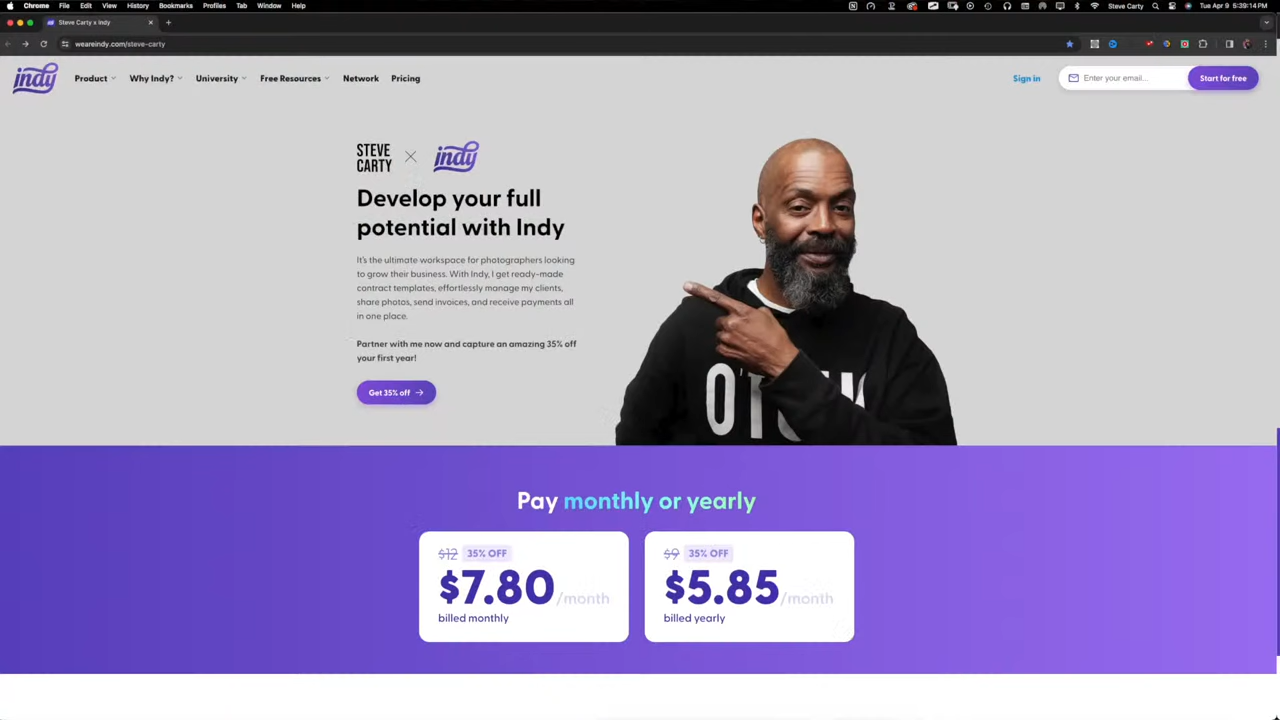 Chrome File Edit View History Bookmarks Profiles Tab Window Help
Steve Carty Tue Apr 9 5:39:14 PM
Steve Carty x Indy
weareindy.com/steve-carty
indy Product Why Indy? University Free Resources Network Pricing
Sign in Enter your email... Start for free
STEVE
CARTY
indy
Develop your full
potential with Indy
It's the ultimate workspace for photographers looking
to grow their business. With Indy, I get ready-made
contract templates, effortlessly manage my clients,
share photos, send invoices, and receive payments all
in one place.
Partner with me now and capture an amazing 35% off
your first year!
Get 35% off
Pay monthly or yearly
$12 35% OFF
$7.80/month
billed monthly
$9 35% OFF
$5.85/month
billed yearly